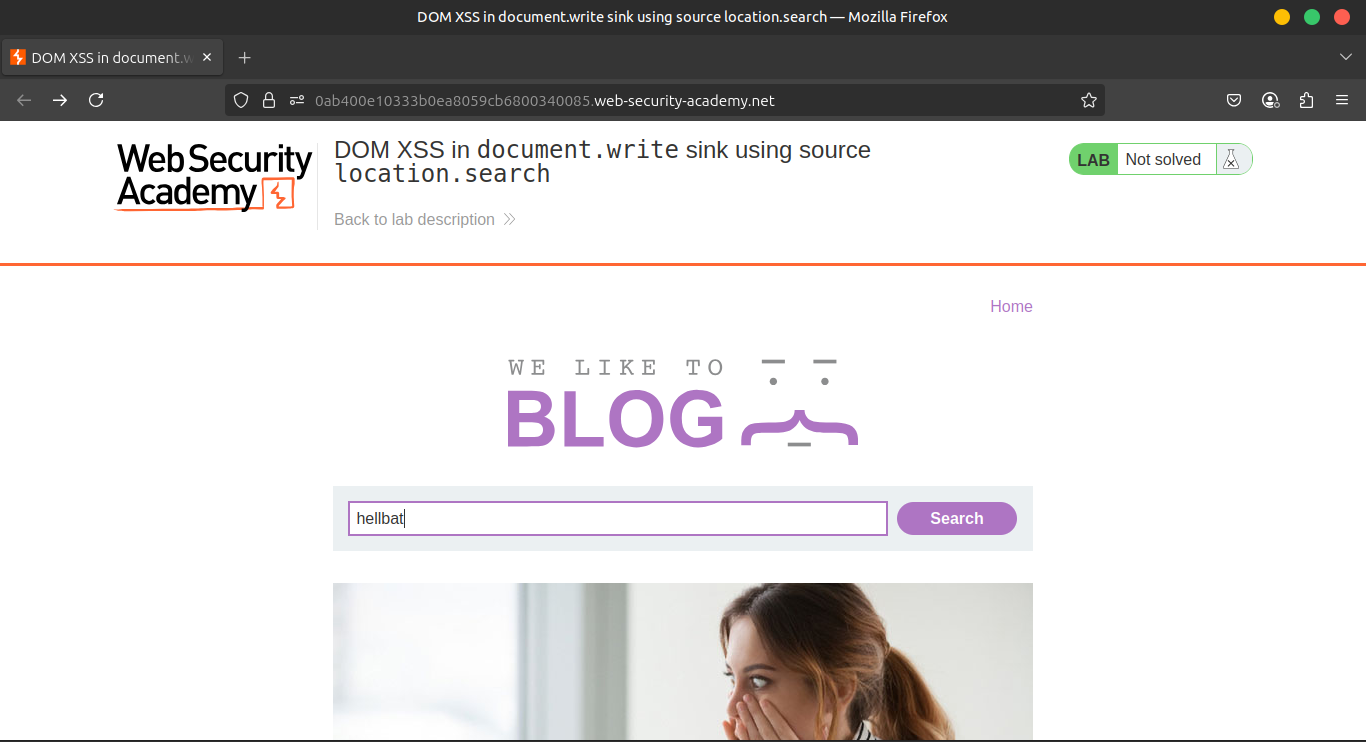 DOM XSS in document.write sink using source location.search — Mozilla Firefox
DOM XSS in document.w
0ab400e10333b0ea8059cb6800340085.web-security-academy.net
Web Security
Academy
DOM XSS in document.write sink using source
location.search
LAB Not solved
Back to lab description
Home
WE LIKE TO
BLOG
hellbat
Search